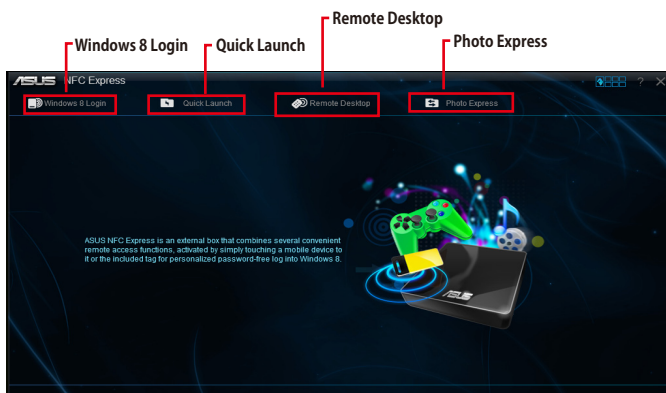 Remote Desktop
Windows 8 Login
Quick Launch
Photo Express
ASUS NFC Express
?
Windows 8 Login
Quick Launch
Remote Desktop
Photo Express
ASUS NFC Express is an external box that combines several convenient
remote access functions, activated by simply touching a mobile device to
it or the included tag for personalized password-free log into Windows 8.
ASUS